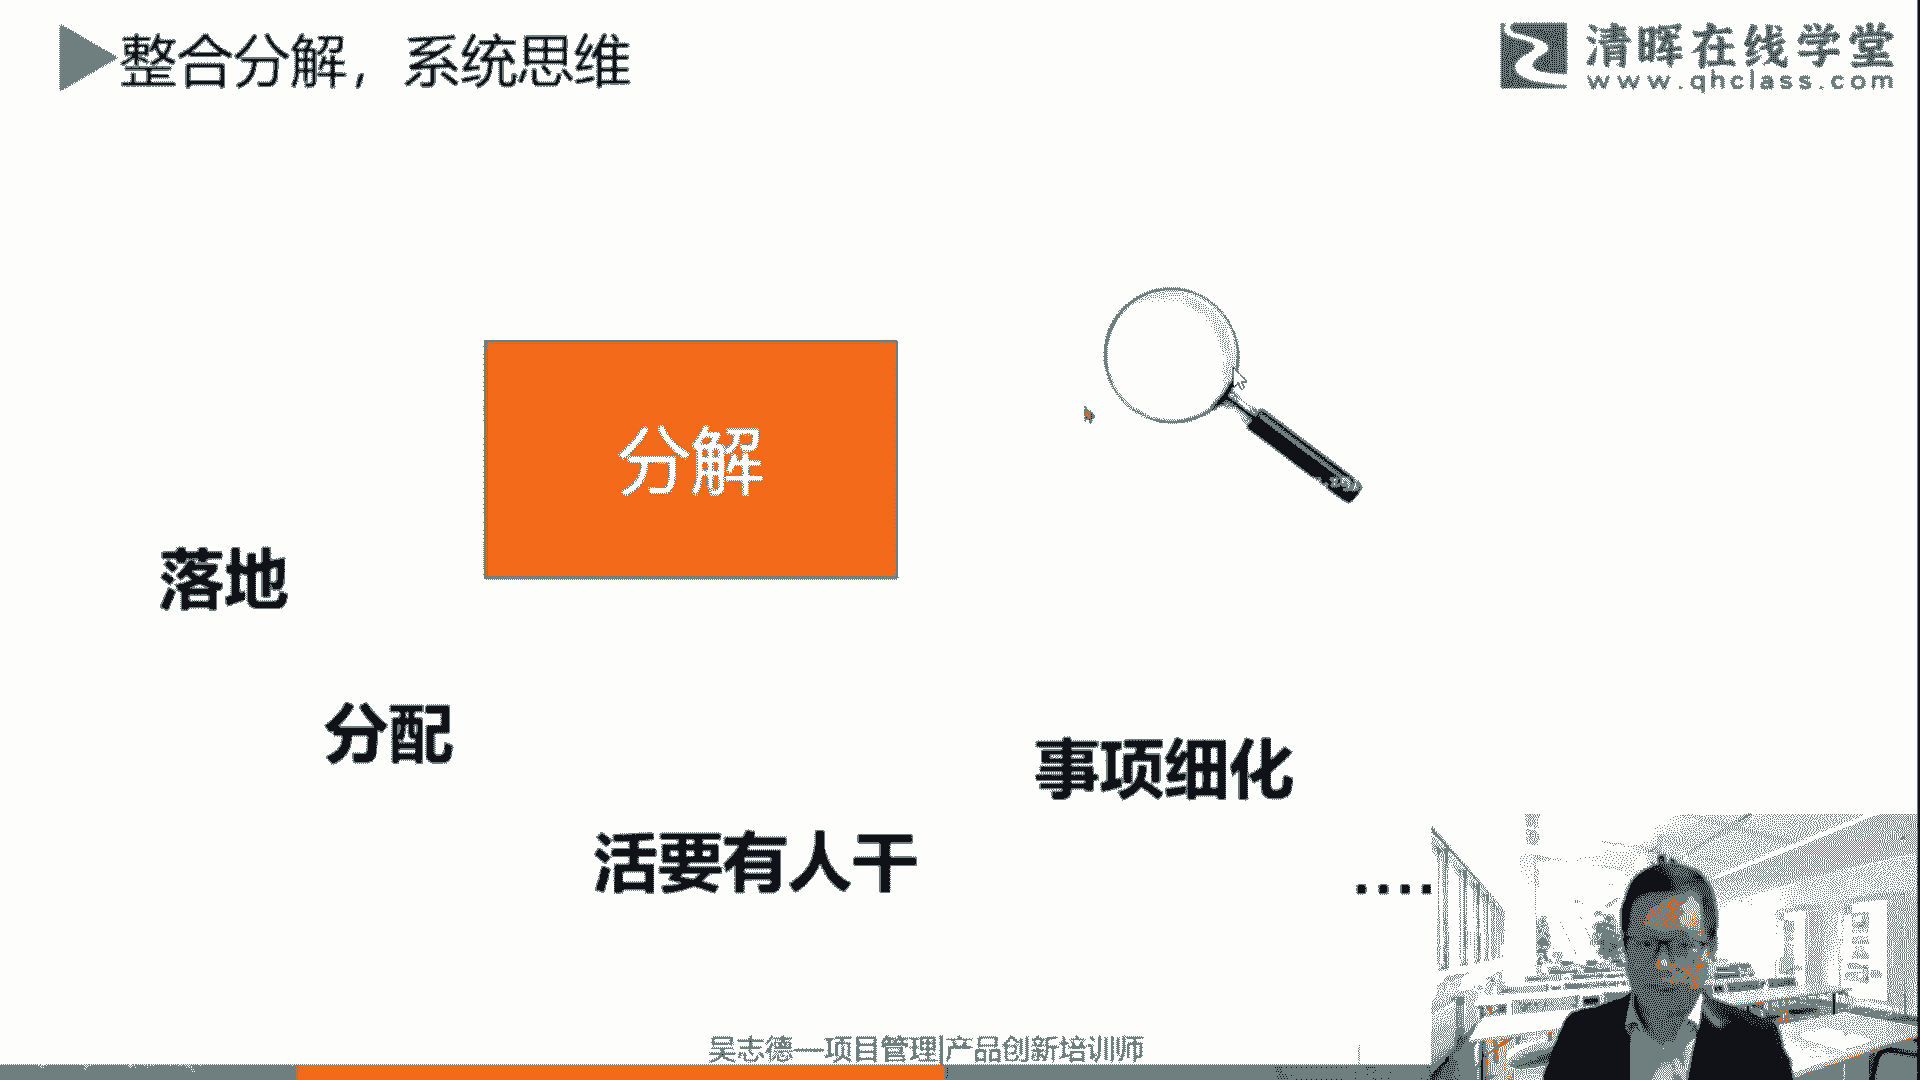 整合分解，系统思维
清晖在线学堂
www.qhclass.com
分解
落地
分配
事项细化
活要有人干
....
吴志德—项目管理|产品创新培训师